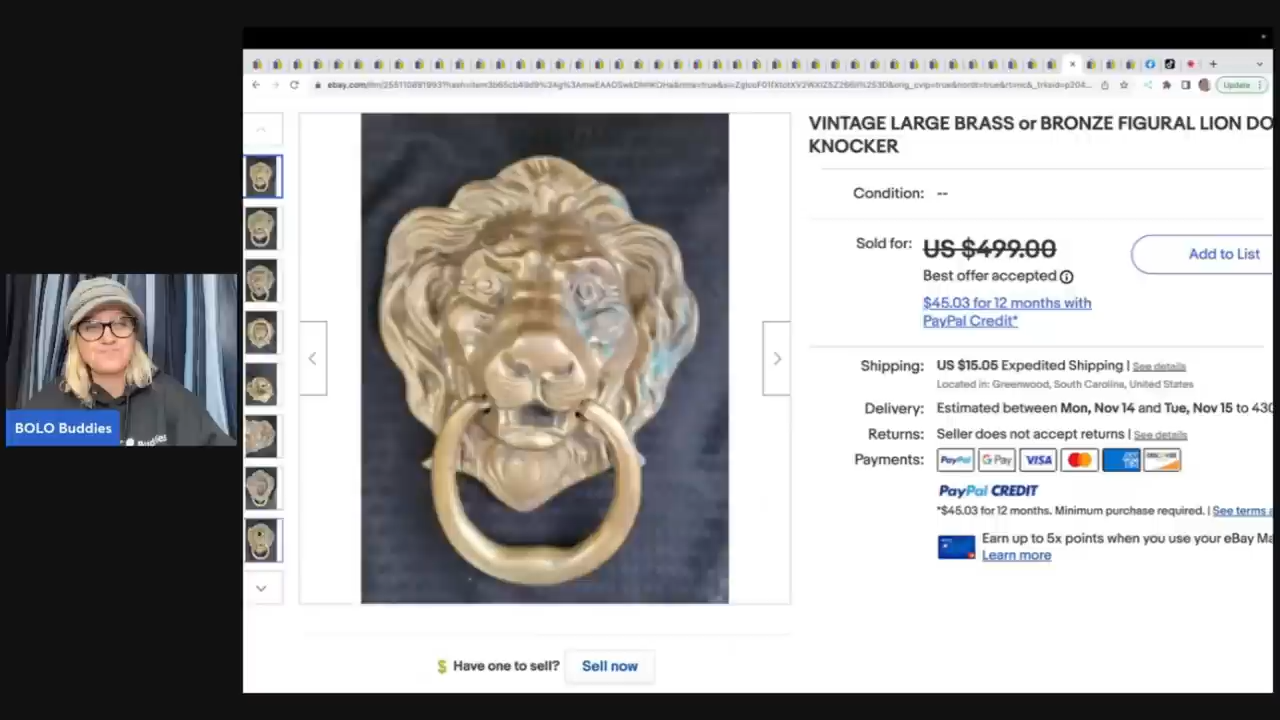 VINTAGE LARGE BRASS or BRONZE FIGURAL LION DO
KNOCKER
Condition: --
Sold for: US $499.00
Add to List
Best offer accepted
$45.03 for 12 months with
PayPal Credit*
Shipping: US $15.05 Expedited Shipping | See details
Located in: Greenwood, South Carolina, United States
Delivery: Estimated between Mon, Nov 14 and Tue, Nov 15 to 430
Returns: Seller does not accept returns | See details
Payments: PayPal G Pay VISA
PayPal CREDIT
*$45.03 for 12 months. Minimum purchase required. | See terms a
Earn up to 5x points when you use your eBay Ma
Learn more
Have one to sell? Sell now
BOLO Buddies
Update